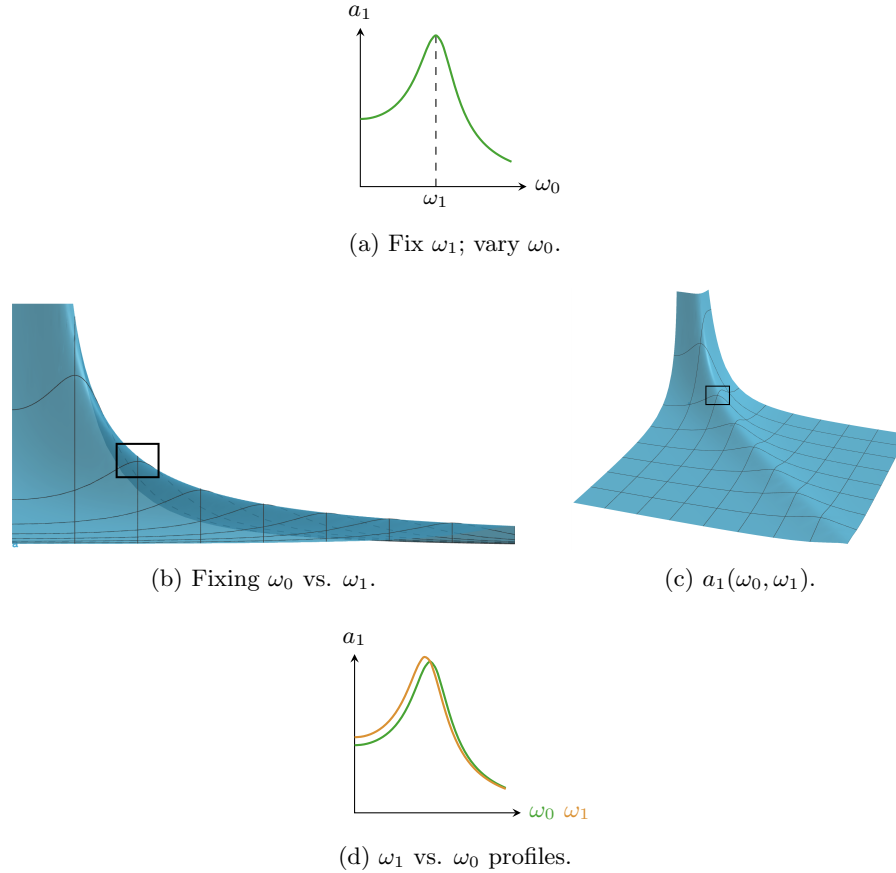 a₁
ω₀
ω₁
(a) Fix ω₁; vary ω₀.
(b) Fixing ω₀ vs. ω₁.
(c) a₁(ω₀, ω₁).
a₁
ω₀ ω₁
(d) ω₁ vs. ω₀ profiles.